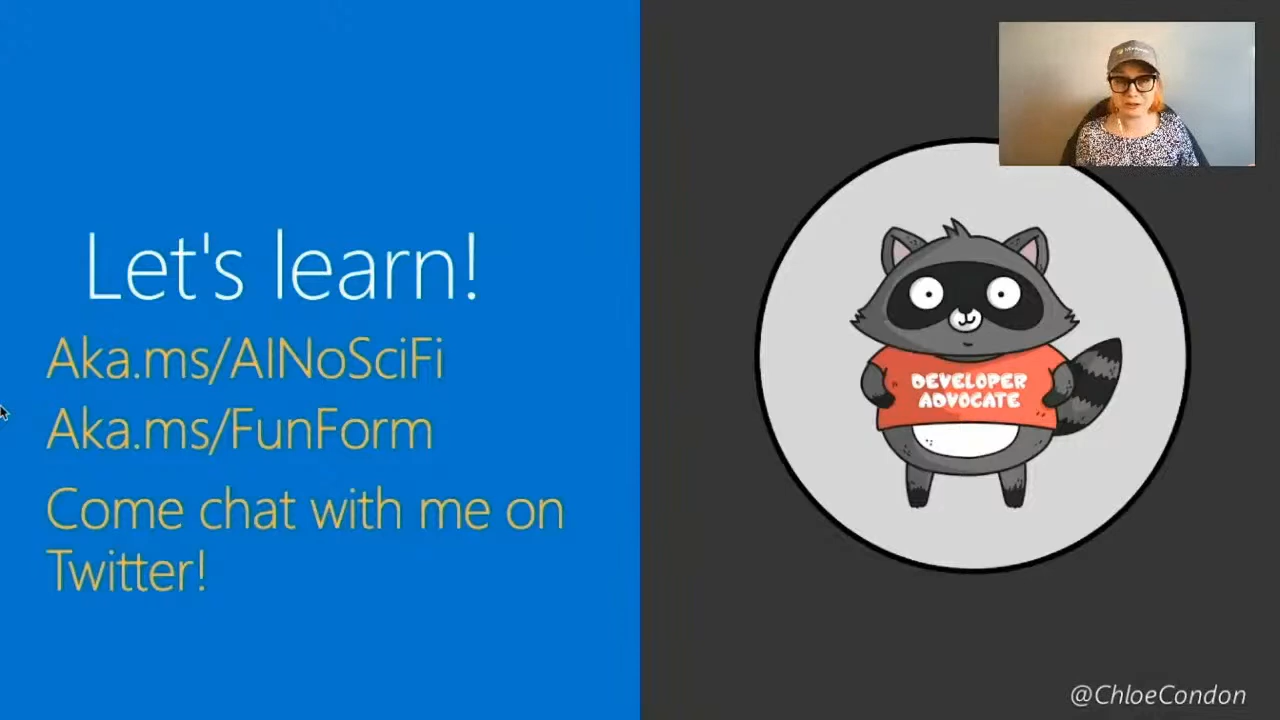 Let's learn!
Aka.ms/AINoSciFi
Aka.ms/FunForm
Come chat with me on
Twitter!
DEVELOPER
ADVOCATE
@ChloeCondon